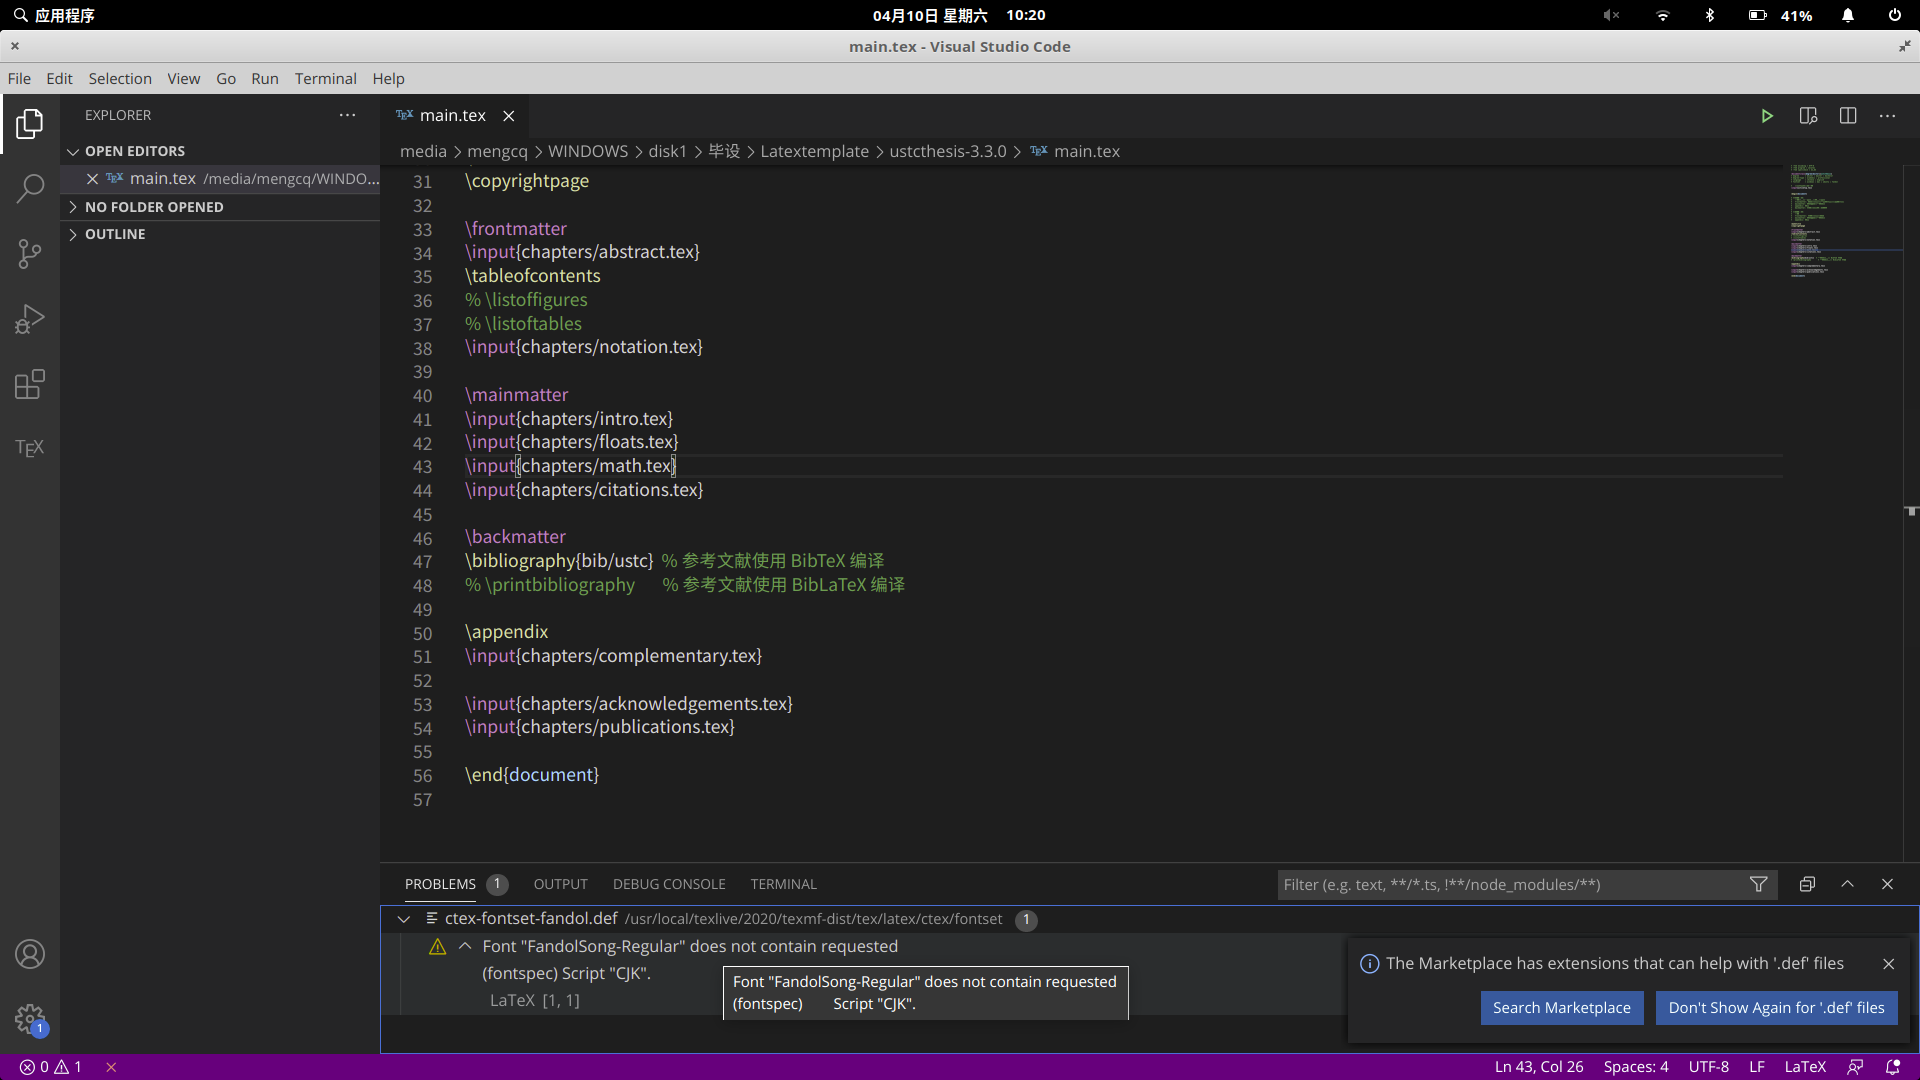 应用程序
04月10日 星期六 10:20
41%
main.tex - Visual Studio Code
File Edit Selection View Go Run Terminal Help
EXPLORER
OPEN EDITORS
main.tex /media/mengcq/WINDO...
NO FOLDER OPENED
OUTLINE
TEX
TEX main.tex
media > mengcq > WINDOWS > disk1 > 毕设 > Latextemplate > ustcthesis-3.3.0 > TEX main.tex
31 \copyrightpage
32
33 \frontmatter
34 \input{chapters/abstract.tex}
35 \tableofcontents
36 % \listoffigures
37 % \listoftables
38 \input{chapters/notation.tex}
39
40 \mainmatter
41 \input{chapters/intro.tex}
42 \input{chapters/floats.tex}
43 \input{chapters/math.tex}
44 \input{chapters/citations.tex}
45
46 \backmatter
47 \bibliography{bib/ustc} % 参考文献使用 BibTeX 编译
48 % \printbibliography % 参考文献使用 BibLaTeX 编译
49
50 \appendix
51 \input{chapters/complementary.tex}
52
53 \input{chapters/acknowledgements.tex}
54 \input{chapters/publications.tex}
55
56 \end{document}
57
PROBLEMS 1 OUTPUT DEBUG CONSOLE TERMINAL
Filter (e.g. text, **/*.ts, !**/node_modules/**)
ctex-fontset-fandol.def /usr/local/texlive/2020/texmf-dist/tex/latex/ctex/fontset 1
Font "FandolSong-Regular" does not contain requested
(fontspec) Script "CJK".
LaTeX [1, 1]
Font "FandolSong-Regular" does not contain requested
(fontspec) Script "CJK".
The Marketplace has extensions that can help with '.def' files
Search Marketplace
Don't Show Again for '.def' files
1
0 1
Ln 43, Col 26 Spaces: 4 UTF-8 LF LaTeX